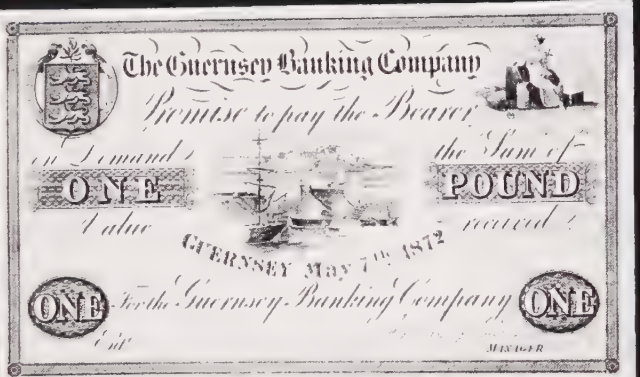 The Guernsey Banking Company
Promise to pay the Bearer
on Demand the Sum of
ONE POUND
Value received
GUERNSEY May 7th 1872
ONE For the Guernsey Banking Company ONE
Ent
MANAGER